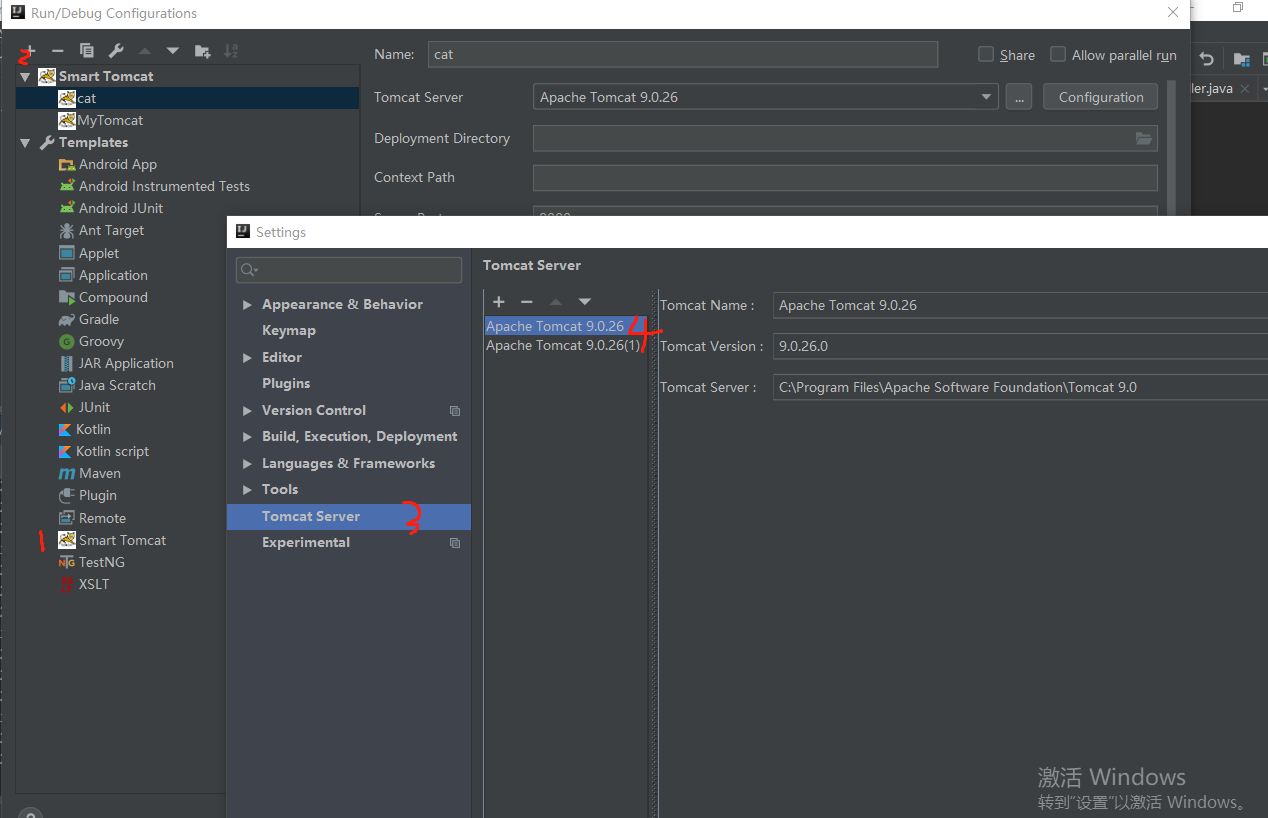 Run/Debug Configurations
2
Name:
cat
Share
Allow parallel run
Smart Tomcat
cat
MyTomcat
Templates
Android App
Android Instrumented Tests
Android JUnit
Ant Target
Applet
Application
Compound
Gradle
Groovy
JAR Application
Java Scratch
JUnit
Kotlin
Kotlin script
Maven
Plugin
Remote
1
Smart Tomcat
TestNG
XSLT
Tomcat Server
Apache Tomcat 9.0.26
...
Configuration
Deployment Directory
Context Path
ler.java
Settings
Appearance & Behavior
Keymap
Editor
Plugins
Version Control
Build, Execution, Deployment
Languages & Frameworks
Tools
Tomcat Server
3
Experimental
Tomcat Server
Apache Tomcat 9.0.26
4
Apache Tomcat 9.0.26(1)
Tomcat Name :
Apache Tomcat 9.0.26
Tomcat Version :
9.0.26.0
Tomcat Server :
C:\Program Files\Apache Software Foundation\Tomcat 9.0
激活 Windows
转到"设置"以激活 Windows。